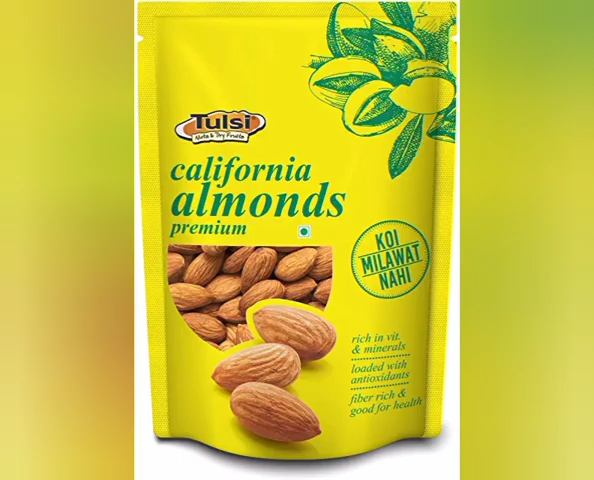 Tulsi
Nuts & Dry Fruits
california
almonds
premium
KOI
MILAWAT
NAHI
rich in vit.
& minerals
loaded with
antioxidants
fiber rich &
good for health